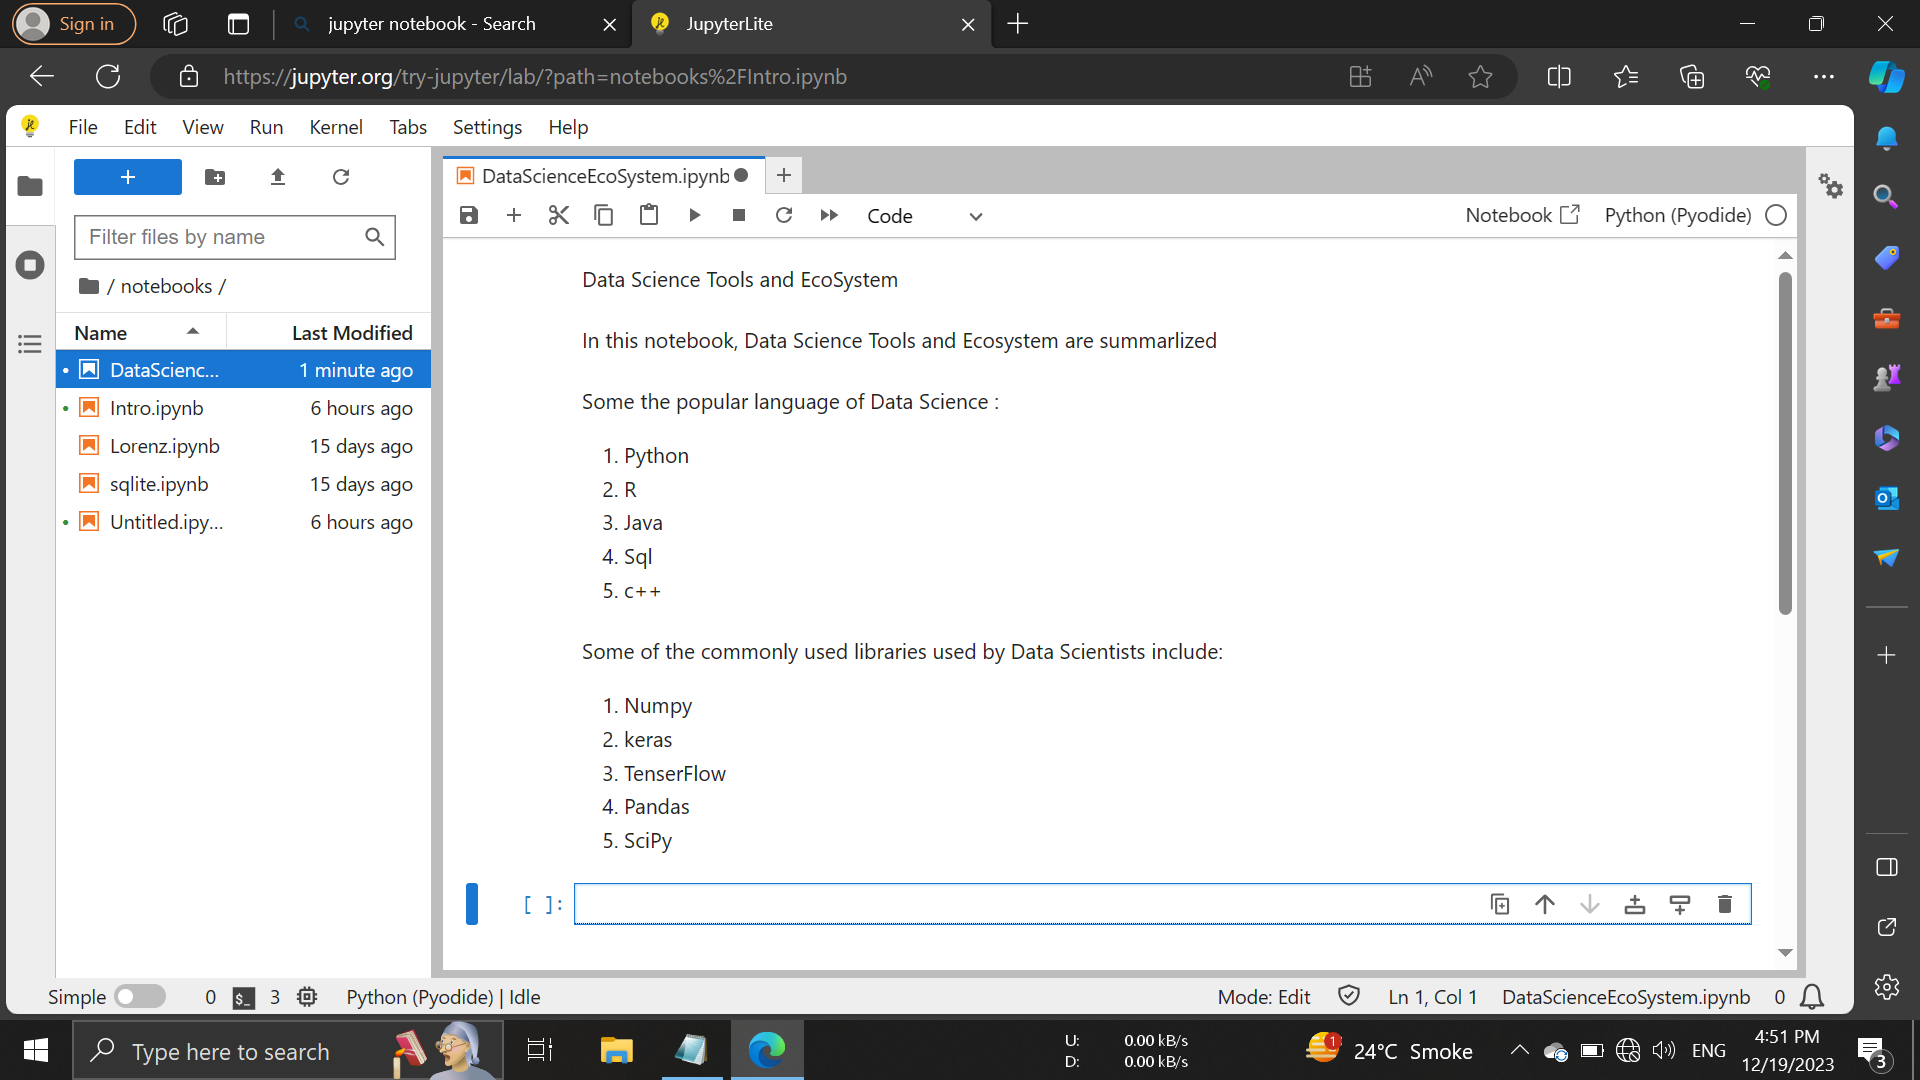 Sign in
jupyter notebook - Search
JupyterLite
https://jupyter.org/try-jupyter/lab/?path=notebooks%2FIntro.ipynb
File Edit View Run Kernel Tabs Settings Help
DataScienceEcoSystem.ipynb
Code
Notebook
Python (Pyodide)
Filter files by name
/ notebooks /
Name Last Modified
DataScienc... 1 minute ago
Intro.ipynb 6 hours ago
Lorenz.ipynb 15 days ago
sqlite.ipynb 15 days ago
Untitled.ipy... 6 hours ago
Data Science Tools and EcoSystem
In this notebook, Data Science Tools and Ecosystem are summarlized
Some the popular language of Data Science :
1. Python
2. R
3. Java
4. Sql
5. c++
Some of the commonly used libraries used by Data Scientists include:
1. Numpy
2. keras
3. TenserFlow
4. Pandas
5. SciPy
[ ]:
Simple 0 $_ 3 Python (Pyodide) | Idle Mode: Edit Ln 1, Col 1 DataScienceEcoSystem.ipynb 0
Type here to search
U: 0.00 kB/s
D: 0.00 kB/s
1
24°C Smoke
ENG
4:51 PM
12/19/2023
3